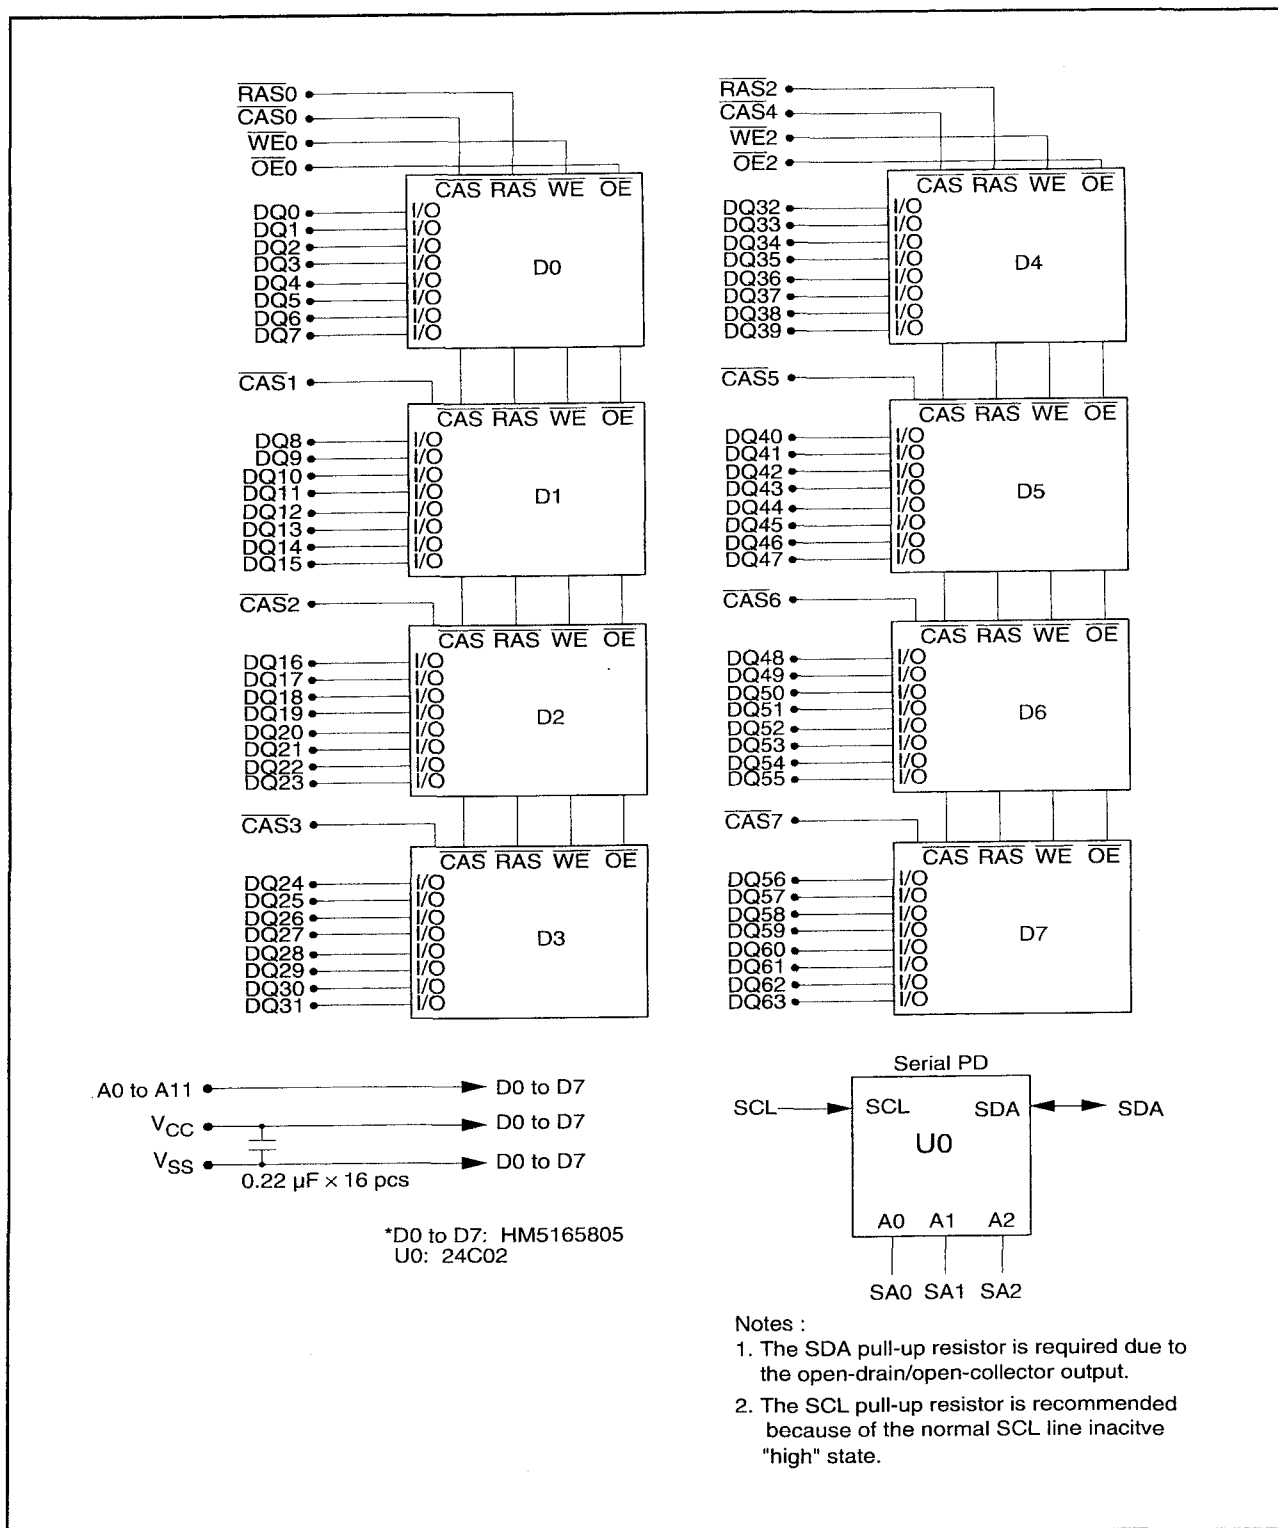 RAS0
CAS0
WE0
OE0
CAS RAS WE OE
DQ0 I/O
DQ1 I/O
DQ2 I/O
DQ3 I/O
D0
DQ4 I/O
DQ5 I/O
DQ6 I/O
DQ7 I/O
CAS1
CAS RAS WE OE
DQ8 I/O
DQ9 I/O
DQ10 I/O
DQ11 I/O
D1
DQ12 I/O
DQ13 I/O
DQ14 I/O
DQ15 I/O
CAS2
CAS RAS WE OE
DQ16 I/O
DQ17 I/O
DQ18 I/O
DQ19 I/O
D2
DQ20 I/O
DQ21 I/O
DQ22 I/O
DQ23 I/O
CAS3
CAS RAS WE OE
DQ24 I/O
DQ25 I/O
DQ26 I/O
DQ27 I/O
D3
DQ28 I/O
DQ29 I/O
DQ30 I/O
DQ31 I/O
RAS2
CAS4
WE2
OE2
CAS RAS WE OE
DQ32 I/O
DQ33 I/O
DQ34 I/O
DQ35 I/O
D4
DQ36 I/O
DQ37 I/O
DQ38 I/O
DQ39 I/O
CAS5
CAS RAS WE OE
DQ40 I/O
DQ41 I/O
DQ42 I/O
DQ43 I/O
D5
DQ44 I/O
DQ45 I/O
DQ46 I/O
DQ47 I/O
CAS6
CAS RAS WE OE
DQ48 I/O
DQ49 I/O
DQ50 I/O
DQ51 I/O
D6
DQ52 I/O
DQ53 I/O
DQ54 I/O
DQ55 I/O
CAS7
CAS RAS WE OE
DQ56 I/O
DQ57 I/O
DQ58 I/O
DQ59 I/O
D7
DQ60 I/O
DQ61 I/O
DQ62 I/O
DQ63 I/O
A0 to A11 D0 to D7
VCC D0 to D7
VSS D0 to D7
0.22 µF × 16 pcs
*D0 to D7: HM5165805
U0: 24C02
Serial PD
SCL SCL SDA SDA
U0
A0 A1 A2
SA0 SA1 SA2
Notes :
1. The SDA pull-up resistor is required due to
the open-drain/open-collector output.
2. The SCL pull-up resistor is recommended
because of the normal SCL line inacitve
"high" state.